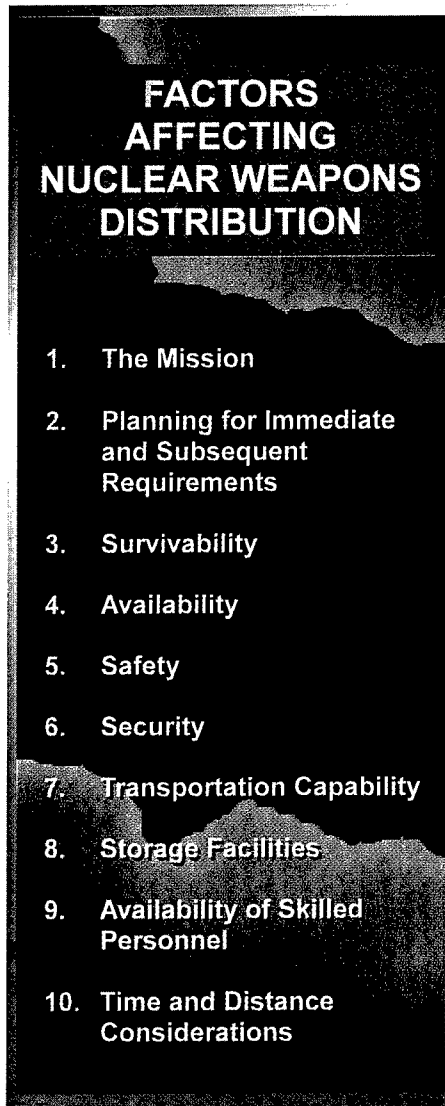 FACTORS
AFFECTING
NUCLEAR WEAPONS
DISTRIBUTION
1. The Mission
2. Planning for Immediate
and Subsequent
Requirements
3. Survivability
4. Availability
5. Safety
6. Security
7. Transportation Capability
8. Storage Facilities
9. Availability of Skilled
Personnel
10. Time and Distance
Considerations